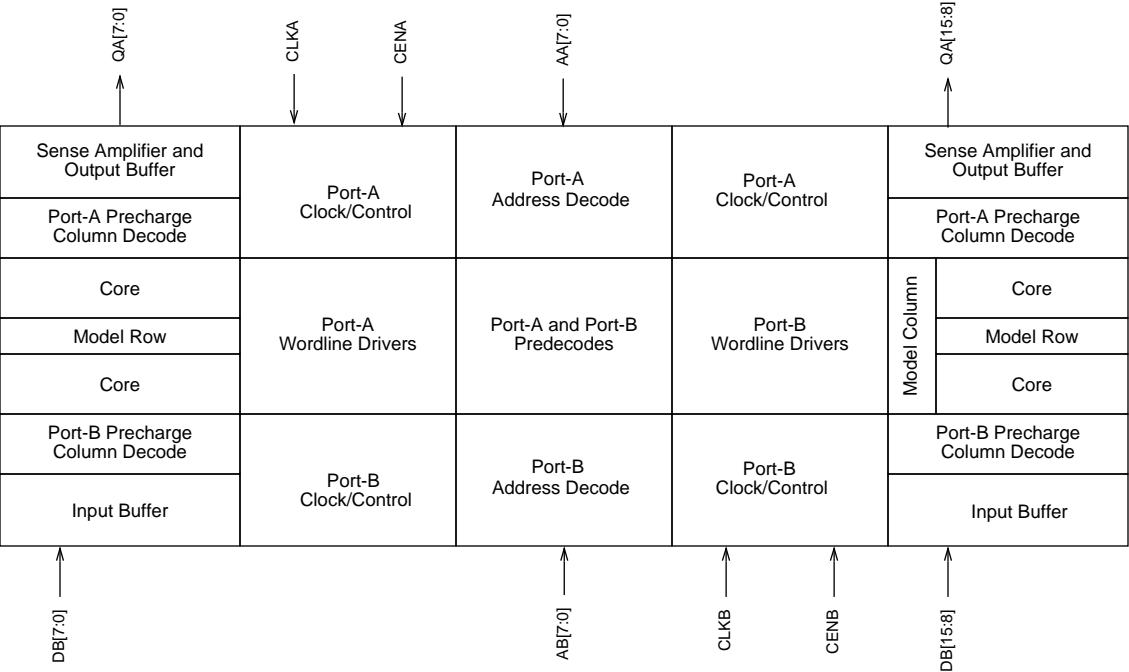 QA[7:0]
CLKA
CENA
AA[7:0]
QA[15:8]
Sense Amplifier and
Output Buffer
Port-A Precharge
Column Decode
Port-A
Clock/Control
Port-A
Address Decode
Port-A
Clock/Control
Sense Amplifier and
Output Buffer
Port-A Precharge
Column Decode
Core
Model Row
Core
Port-A
Wordline Drivers
Port-A and Port-B
Predecodes
Port-B
Wordline Drivers
Model Column
Core
Model Row
Core
Port-B Precharge
Column Decode
Input Buffer
Port-B
Clock/Control
Port-B
Address Decode
Port-B
Clock/Control
Port-B Precharge
Column Decode
Input Buffer
DB[7:0]
AB[7:0]
CLKB
CENB
DB[15:8]